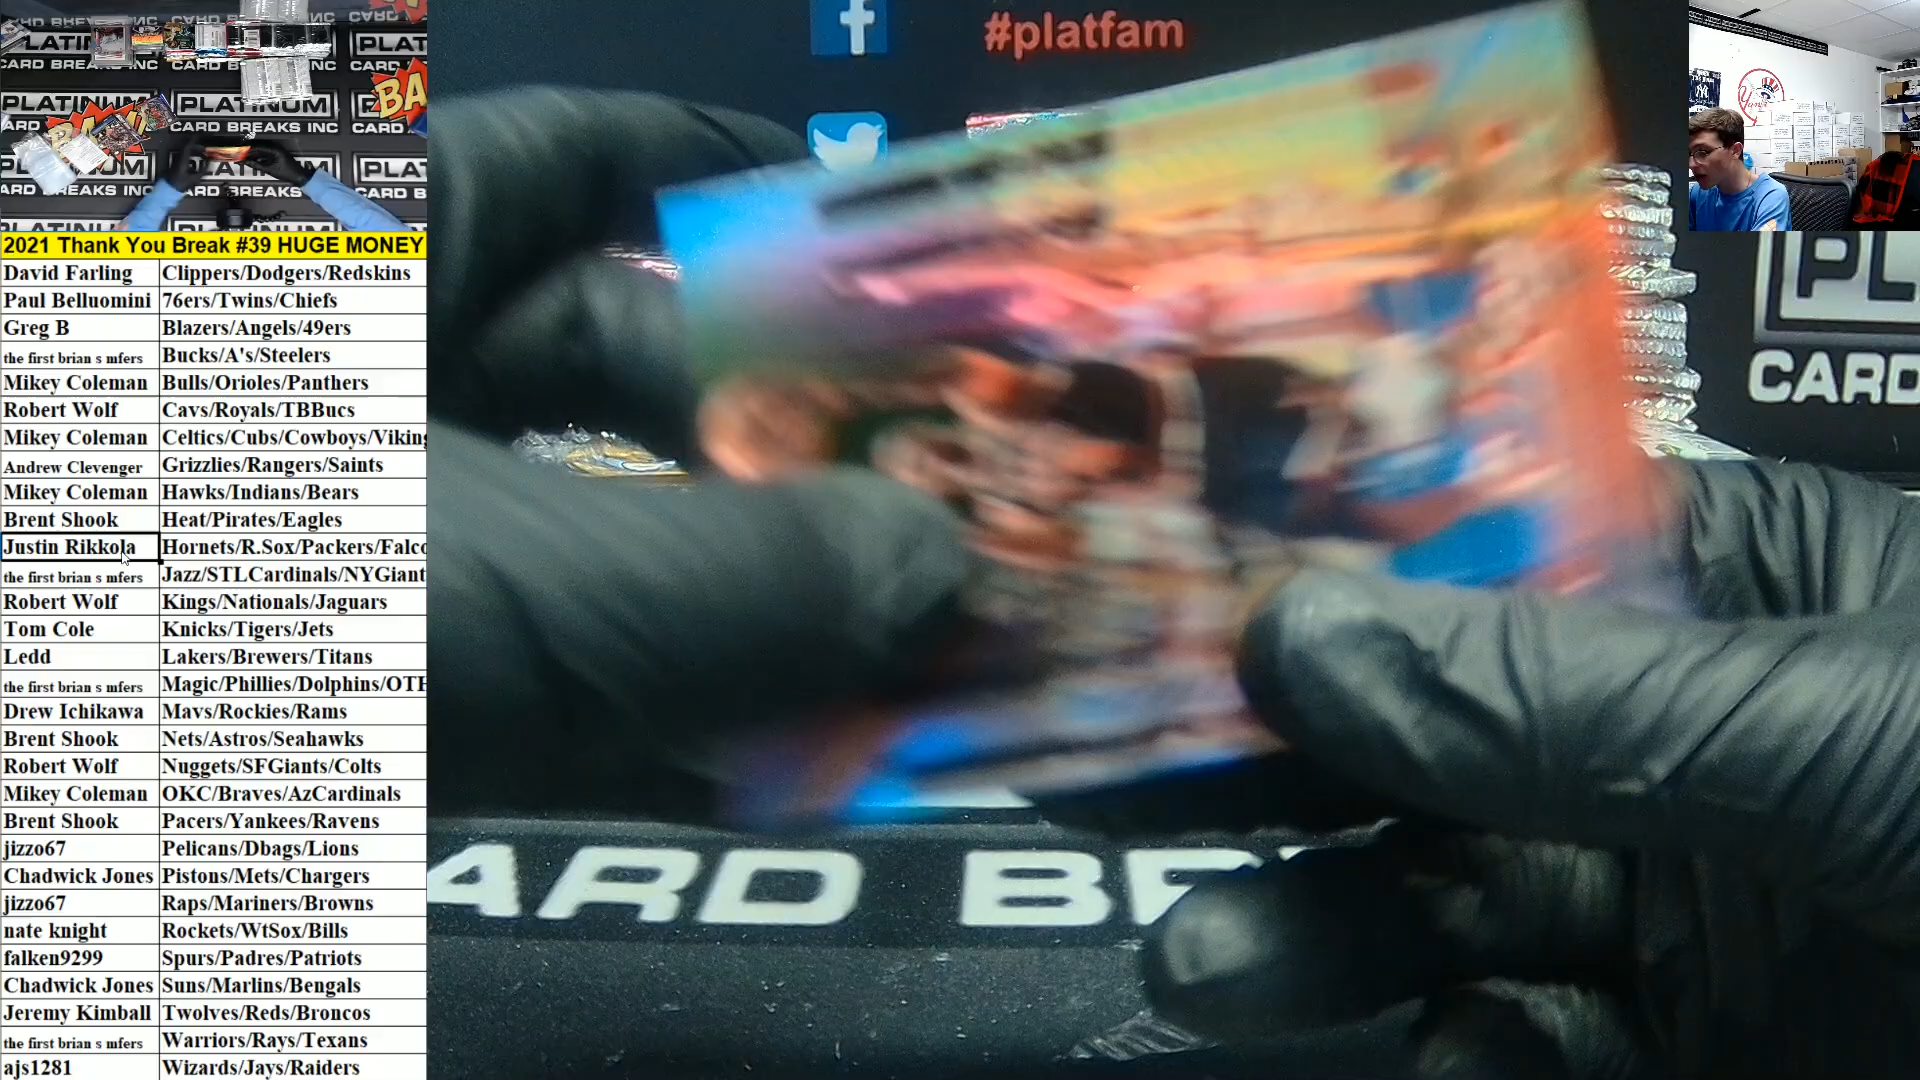 #platfam
PLATINUM
CARD BREAKS INC
BA
CARD BR
CARD
2021 Thank You Break #39 HUGE MONEY
David Farling Clippers/Dodgers/Redskins
Paul Belluomini 76ers/Twins/Chiefs
Greg B Blazers/Angels/49ers
the first brian s mfers Bucks/A's/Steelers
Mikey Coleman Bulls/Orioles/Panthers
Robert Wolf Cavs/Royals/TBBucs
Mikey Coleman Celtics/Cubs/Cowboys/Viking
Andrew Clevenger Grizzlies/Rangers/Saints
Mikey Coleman Hawks/Indians/Bears
Brent Shook Heat/Pirates/Eagles
Justin Rikkola Hornets/R.Sox/Packers/Falco
the first brian s mfers Jazz/STLCardinals/NYGiant
Robert Wolf Kings/Nationals/Jaguars
Tom Cole Knicks/Tigers/Jets
Ledd Lakers/Brewers/Titans
the first brian s mfers Magic/Phillies/Dolphins/OTH
Drew Ichikawa Mavs/Rockies/Rams
Brent Shook Nets/Astros/Seahawks
Robert Wolf Nuggets/SFGiants/Colts
Mikey Coleman OKC/Braves/AzCardinals
Brent Shook Pacers/Yankees/Ravens
jizzo67 Pelicans/Dbags/Lions
Chadwick Jones Pistons/Mets/Chargers
jizzo67 Raps/Mariners/Browns
nate knight Rockets/WtSox/Bills
falken9299 Spurs/Padres/Patriots
Chadwick Jones Suns/Marlins/Bengals
Jeremy Kimball Twolves/Reds/Broncos
the first brian s mfers Warriors/Rays/Texans
ajs1281 Wizards/Jays/Raiders